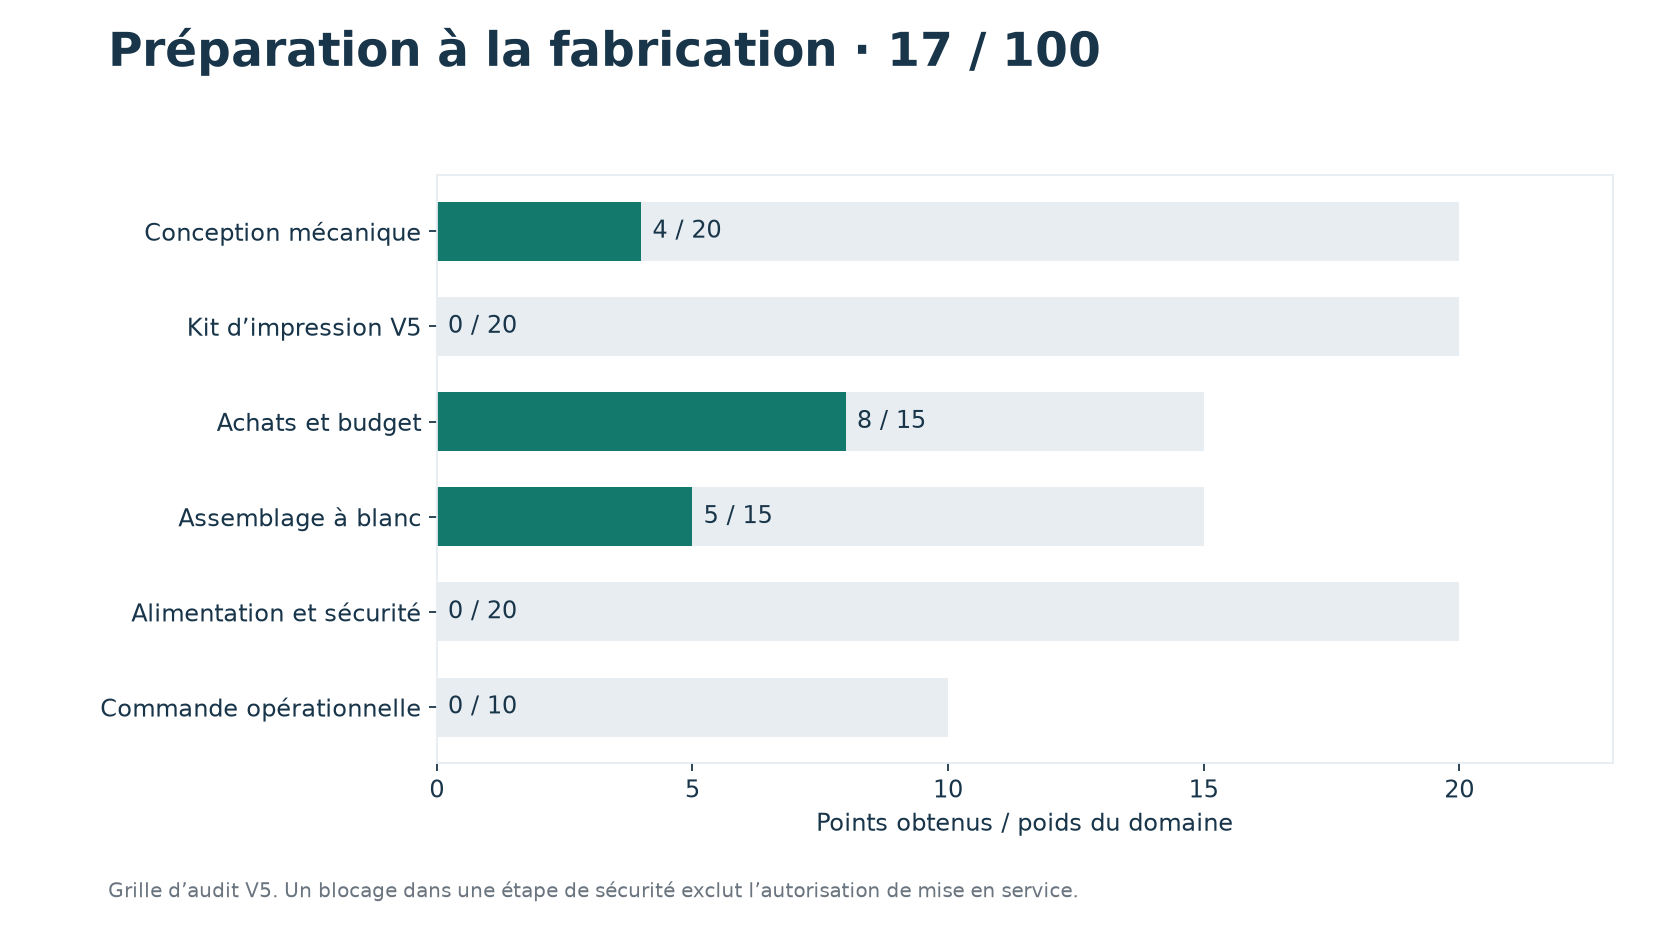 Préparation à la fabrication · 17 / 100
Conception mécanique
4 / 20
Kit d’impression V5
0 / 20
Achats et budget
8 / 15
Assemblage à blanc
5 / 15
Alimentation et sécurité
0 / 20
Commande opérationnelle
0 / 10
0 5 10 15 20
Points obtenus / poids du domaine
Grille d’audit V5. Un blocage dans une étape de sécurité exclut l’autorisation de mise en service.